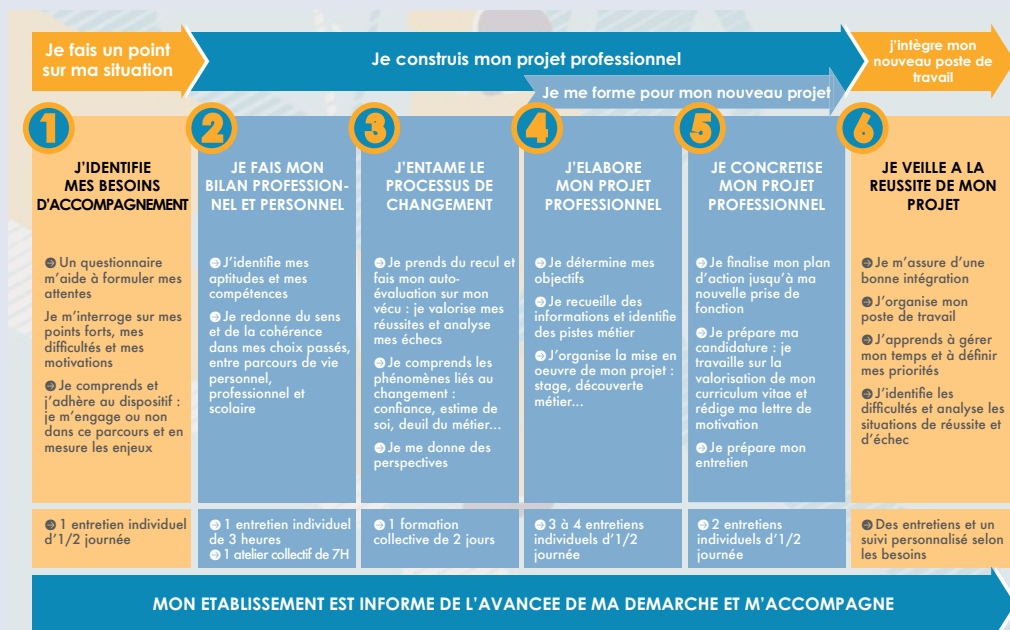 Je fais un point
sur ma situation
Je construis mon projet professionnel
j'intègre mon
nouveau poste de
travail
Je me forme pour mon nouveau projet
1
J'IDENTIFIE
MES BESOINS
D'ACCOMPAGNEMENT
➲ Un questionnaire
m'aide à formuler mes
attentes
Je m'interroge sur mes
points forts, mes
difficultés et mes
motivations
➲ Je comprends et
j'adhère au dispositif :
je m'engage ou non
dans ce parcours et en
mesure les enjeux
➲ 1 entretien individuel
d'1/2 journée
2
JE FAIS MON
BILAN PROFESSION-
NEL ET PERSONNEL
➲ J'identifie mes
aptitudes et mes
compétences
➲ Je redonne du sens
et de la cohérence
dans mes choix passés,
entre parcours de vie
personnel,
professionnel et
scolaire
➲ 1 entretien individuel
de 3 heures
➲ 1 atelier collectif de 7H
3
J'ENTAME LE
PROCESSUS DE
CHANGEMENT
➲ Je prends du recul et
fais mon auto-
évaluation sur mon
vécu : je valorise mes
réussites et analyse
mes échecs
➲ Je comprends les
phénomènes liés au
changement :
confiance, estime de
soi, deuil du métier...
➲ Je me donne des
perspectives
➲ 1 formation
collective de 2 jours
4
J'ELABORE
MON PROJET
PROFESSIONNEL
➲ Je détermine mes
objectifs
➲ Je recueille des
informations et identifie
des pistes métier
➲ J'organise la mise en
oeuvre de mon projet :
stage, découverte
métier...
➲ 3 à 4 entretiens
individuels d'1/2
journée
5
JE CONCRETISE
MON PROJET
PROFESSIONNEL
➲ Je finalise mon plan
d'action jusqu'à ma
nouvelle prise de
fonction
➲ Je prépare ma
candidature : je
travaille sur la
valorisation de mon
curriculum vitae et
rédige ma lettre de
motivation
➲ Je prépare mon
entretien
➲ 2 entretiens
individuels d'1/2
journée
6
JE VEILLE A LA
REUSSITE DE MON
PROJET
➲ Je m'assure d'une
bonne intégration
➲ J'organise mon
poste de travail
➲ J'apprends à gérer
mon temps et à définir
mes priorités
➲ J'identifie les
difficultés et analyse les
situations de réussite et
d'échec
➲ Des entretiens et un
suivi personnalisé selon
les besoins
MON ETABLISSEMENT EST INFORME DE L'AVANCEE DE MA DEMARCHE ET M'ACCOMPAGNE